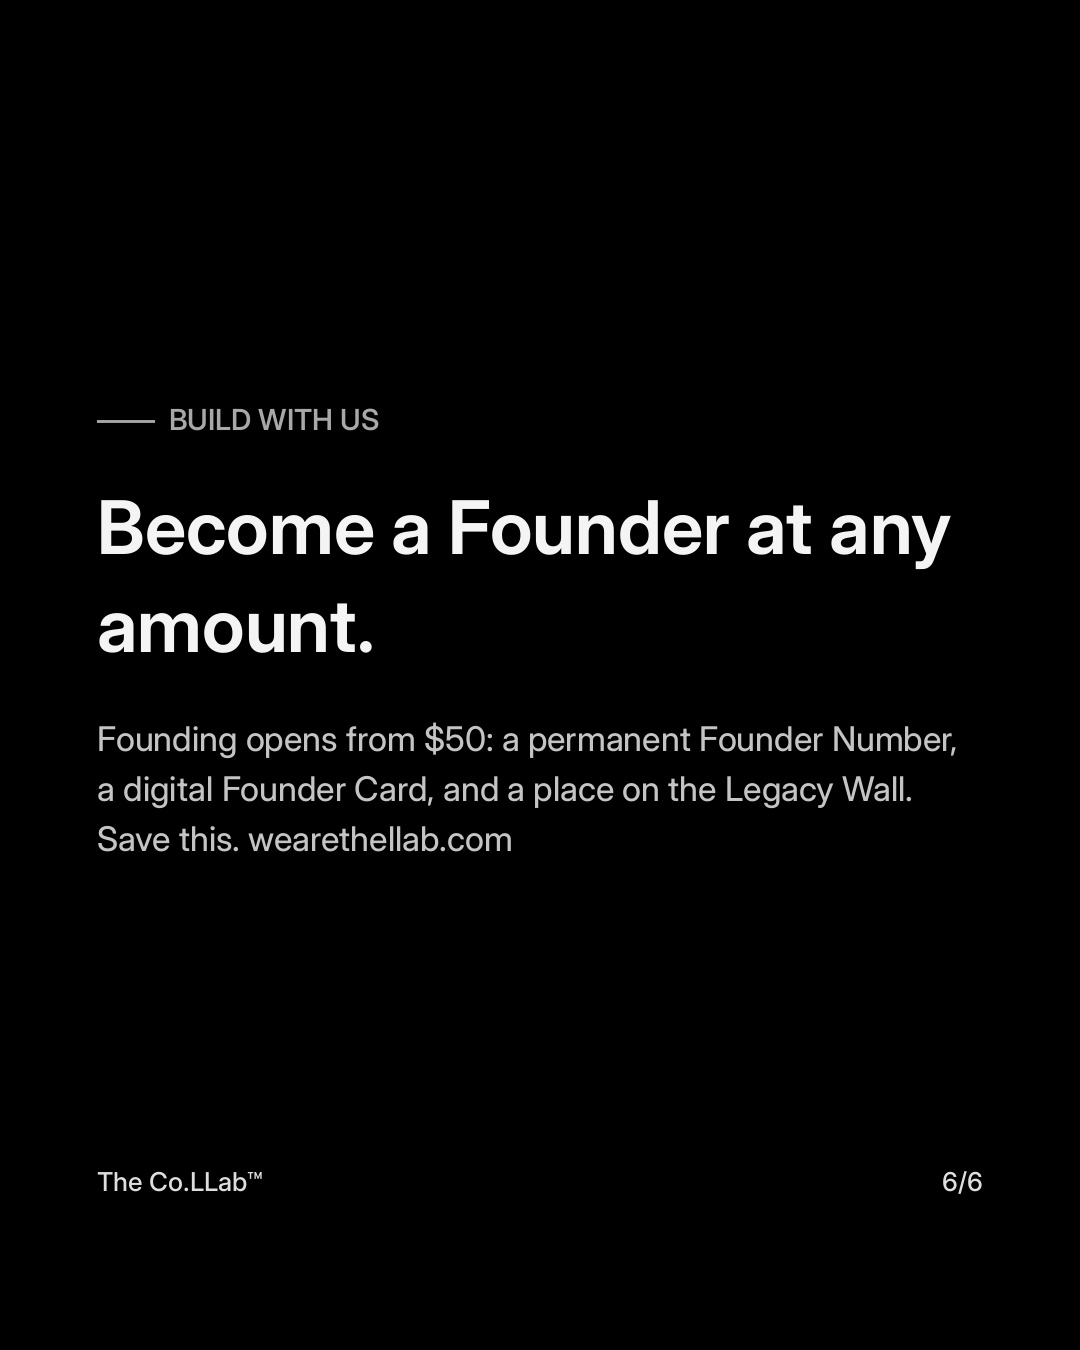 BUILD WITH US
Become a Founder at any
amount.
Founding opens from $50: a permanent Founder Number,
a digital Founder Card, and a place on the Legacy Wall.
Save this. wearethellab.com
The Co.LLab™
6/6